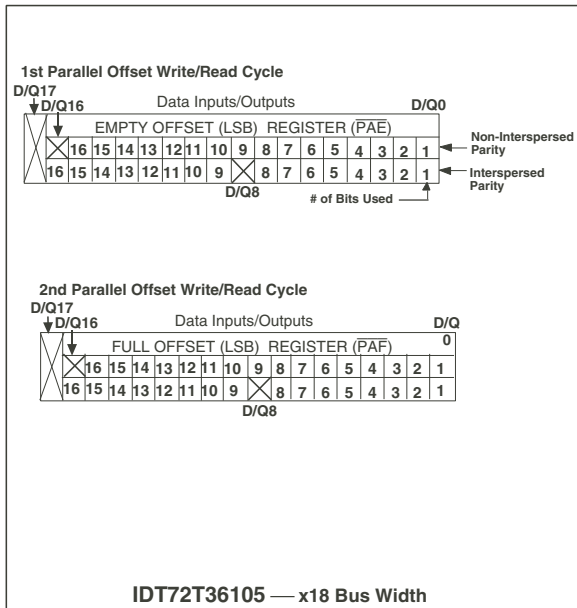 1st Parallel Offset Write/Read Cycle
D/Q17
D/Q16 Data Inputs/Outputs D/Q0
EMPTY OFFSET (LSB) REGISTER (PAE)
16 15 14 13 12 11 10 9 8 7 6 5 4 3 2 1 Non-Interspersed Parity
16 15 14 13 12 11 10 9 8 7 6 5 4 3 2 1 Interspersed Parity
D/Q8 # of Bits Used
2nd Parallel Offset Write/Read Cycle
D/Q17
D/Q16 Data Inputs/Outputs D/Q
0
FULL OFFSET (LSB) REGISTER (PAF)
16 15 14 13 12 11 10 9 8 7 6 5 4 3 2 1
16 15 14 13 12 11 10 9 8 7 6 5 4 3 2 1
D/Q8
IDT72T36105 — x18 Bus Width